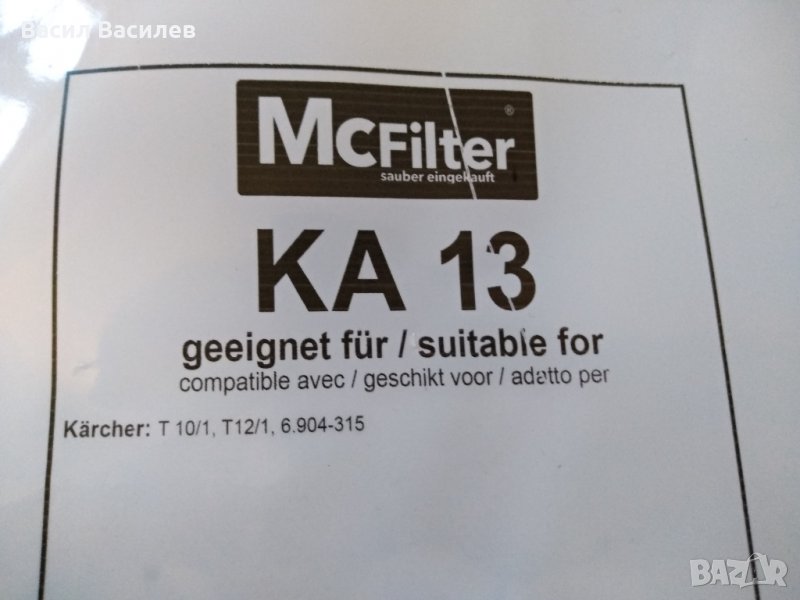 Васил Василев
McFilter®
sauber eingekauft
KA 13
geeignet für / suitable for
compatible avec / geschikt voor / adatto per
Kärcher: T 10/1, T12/1, 6.904-315
BAZAR